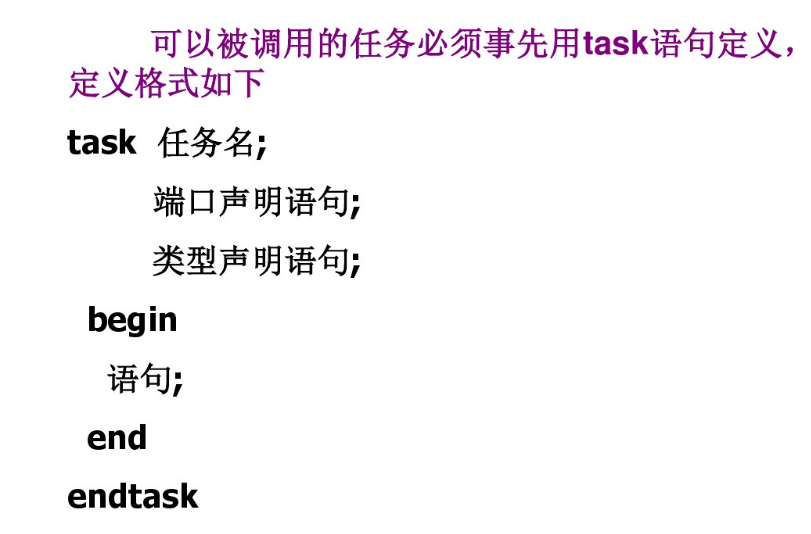 可以被调用的任务必须事先用task语句定义，
定义格式如下
task 任务名;
端口声明语句;
类型声明语句;
begin
语句;
end
endtask